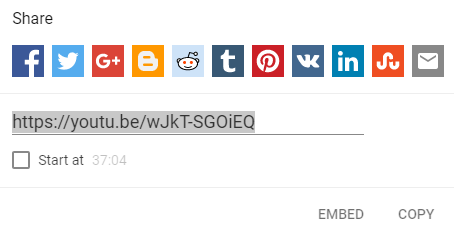 Share
https://youtu.be/wJkT-SGOiEQ
Start at 37:04
EMBED COPY